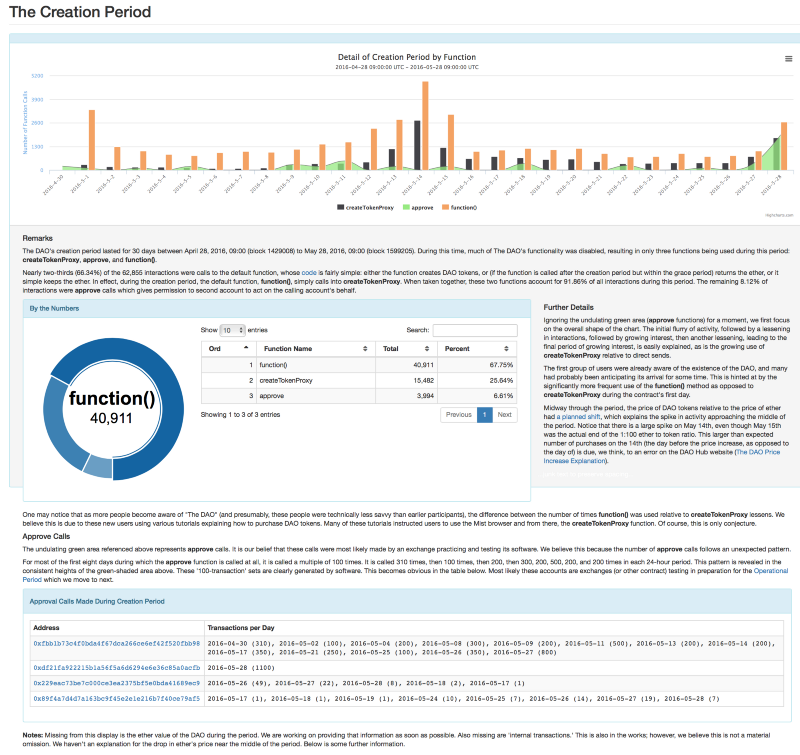 The Creation Period
Detail of Creation Period by Function
2016-04-28 09:00:00 UTC - 2016-05-28 09:00:00 UTC
Number of Function Calls
5200
3900
2600
1300
0
2016-4-30
2016-5-1
2016-5-2
2016-5-3
2016-5-4
2016-5-5
2016-5-6
2016-5-7
2016-5-8
2016-5-9
2016-5-10
2016-5-11
2016-5-12
2016-5-13
2016-5-14
2016-5-15
2016-5-16
2016-5-17
2016-5-18
2016-5-19
2016-5-20
2016-5-21
2016-5-22
2016-5-23
2016-5-24
2016-5-25
2016-5-26
2016-5-27
2016-5-28
createTokenProxy approve function()
Highcharts.com
Remarks
The DAO's creation period lasted for 30 days between April 28, 2016, 09:00 (block 1429008) to May 28, 2016, 09:00 (block 1599205). During this time, much of The DAO's functionality was disabled, resulting in only three functions being used during this period:
createTokenProxy, approve, and function().
Nearly two-thirds (66.34%) of the 62,855 interactions were calls to the default function, whose code is fairly simple: either the function creates DAO tokens, or (if the function is called after the creation period but within the grace period) returns the ether, or it
simple keeps the ether. In effect, during the creation period, the default function, function(), simply calls into createTokenProxy. When taken together, these two functions account for 91.86% of all interactions during this period. The remaining 8.12% of
interactions were approve calls which gives permission to second account to act on the calling account's behalf.
By the Numbers
function()
40,911
Show 10 entries
Search:
Ord Function Name Total Percent
1 function() 40,911 67.75%
2 createTokenProxy 15,482 25.64%
3 approve 3,994 6.61%
Showing 1 to 3 of 3 entries
Previous 1 Next
Further Details
Ignoring the undulating green area (approve functions) for a moment, we first focus
on the overall shape of the chart. The initial flurry of activity, followed by a lessening
in interactions, followed by growing interest, then another lessening, leading to the
final period of growing interest, is easily explained, as is the growing use of
createTokenProxy relative to direct sends.
The first group of users were already aware of the existence of the DAO, and many
had probably been anticipating its arrival for some time. This is hinted at by the
significantly more frequent use of the function() method as opposed to
createTokenProxy during the contract's first day.
Midway through the period, the price of DAO tokens relative to the price of ether
had a planned shift, which explains the spike in activity approaching the middle of
the period. Notice that there is a large spike on May 14th, even though May 15th
was the actual end of the 1:100 ether to token ratio. This larger than expected
number of purchases on the 14th (the day before the price increase, as opposed to
the day of) is due, we think, to an error on the DAO Hub website (The DAO Price
Increase Explanation).
One may notice that as more people become aware of "The DAO" (and presumably, these people were technically less savvy than earlier participants), the difference between the number of times function() was used relative to createTokenProxy lessens. We
believe this is due to these new users using various tutorials explaining how to purchase DAO tokens. Many of these tutorials instructed users to use the Mist browser and from there, the createTokenProxy function. Of course, this is only conjecture.
Approve Calls
The undulating green area referenced above represents approve calls. It is our belief that these calls were most likely made by an exchange practicing and testing its software. We believe this because the number of approve calls follows an unexpected pattern.
For most of the first eight days during which the approve function is called at all, it is called a multiple of 100 times. It is called 310 times, then 100 times, then 200, then 300, 200, 500, 200, and 200 times in each 24-hour period. This pattern is revealed in the
consistent heights of the green-shaded area above. These '100-transaction' sets are clearly generated by software. This becomes obvious in the table below. Most likely these accounts are exchanges (or other contract) testing in preparation for the Operational
Period which we move to next.
Approval Calls Made During Creation Period
Address Transactions per Day
0xfbb1b73c4f0bda4f67dca266ce6ef42f520fbb98 2016-04-30 (310), 2016-05-02 (100), 2016-05-04 (200), 2016-05-08 (300), 2016-05-09 (200), 2016-05-11 (500), 2016-05-13 (200), 2016-05-14 (200),
2016-05-17 (350), 2016-05-21 (250), 2016-05-25 (100), 2016-05-26 (350), 2016-05-27 (800)
0xdf21fa922215b1a56f5a6d6294e6e36c85a0acfb 2016-05-28 (1100)
0x229eac73be7c000ce3ea2375bf5e0bda41689ec9 2016-05-26 (49), 2016-05-27 (22), 2016-05-28 (8), 2016-05-18 (2), 2016-05-17 (1)
0x89f4a7d4d7a163bc9f45e2e1e216b7f40ce79af5 2016-05-17 (1), 2016-05-18 (1), 2016-05-19 (1), 2016-05-24 (10), 2016-05-25 (7), 2016-05-26 (14), 2016-05-27 (19), 2016-05-28 (7)
Notes: Missing from this display is the ether value of the DAO during the period. We are working on providing that information as soon as possible. Also missing are 'internal transactions.' This is also in the works; however, we believe this is not a material
omission. We haven't an explanation for the drop in ether's price near the middle of the period. Below is some further information.